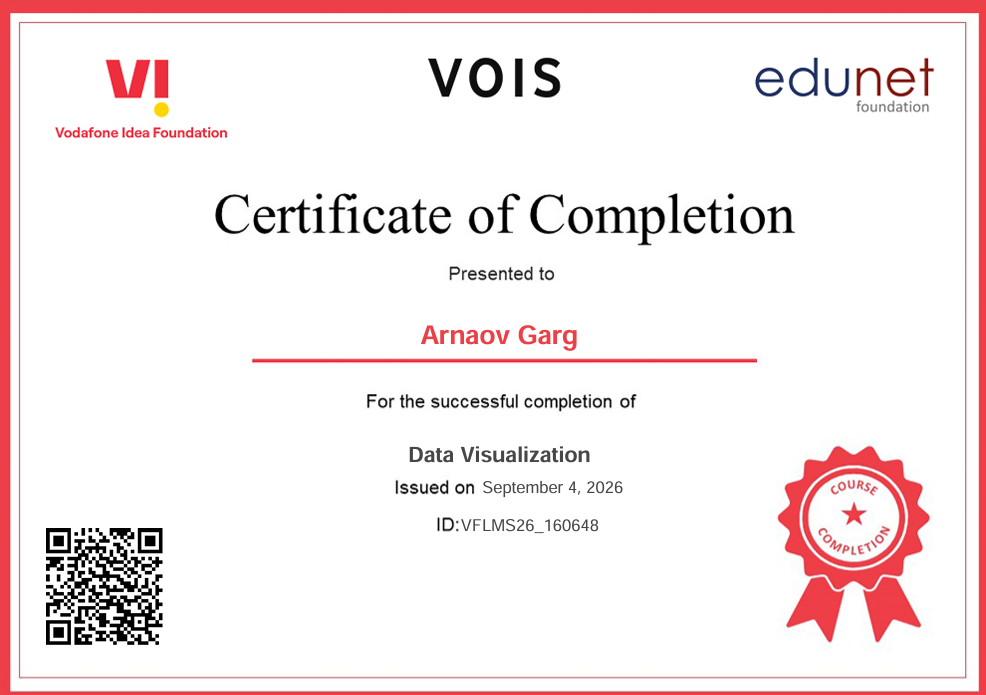 VI
Vodafone Idea Foundation
VOIS
edunet
foundation
Certificate of Completion
Presented to
Arnaov Garg
For the successful completion of
Data Visualization
Issued on September 4, 2026
ID:VFLMS26_160648
COURSE
COMPLETION